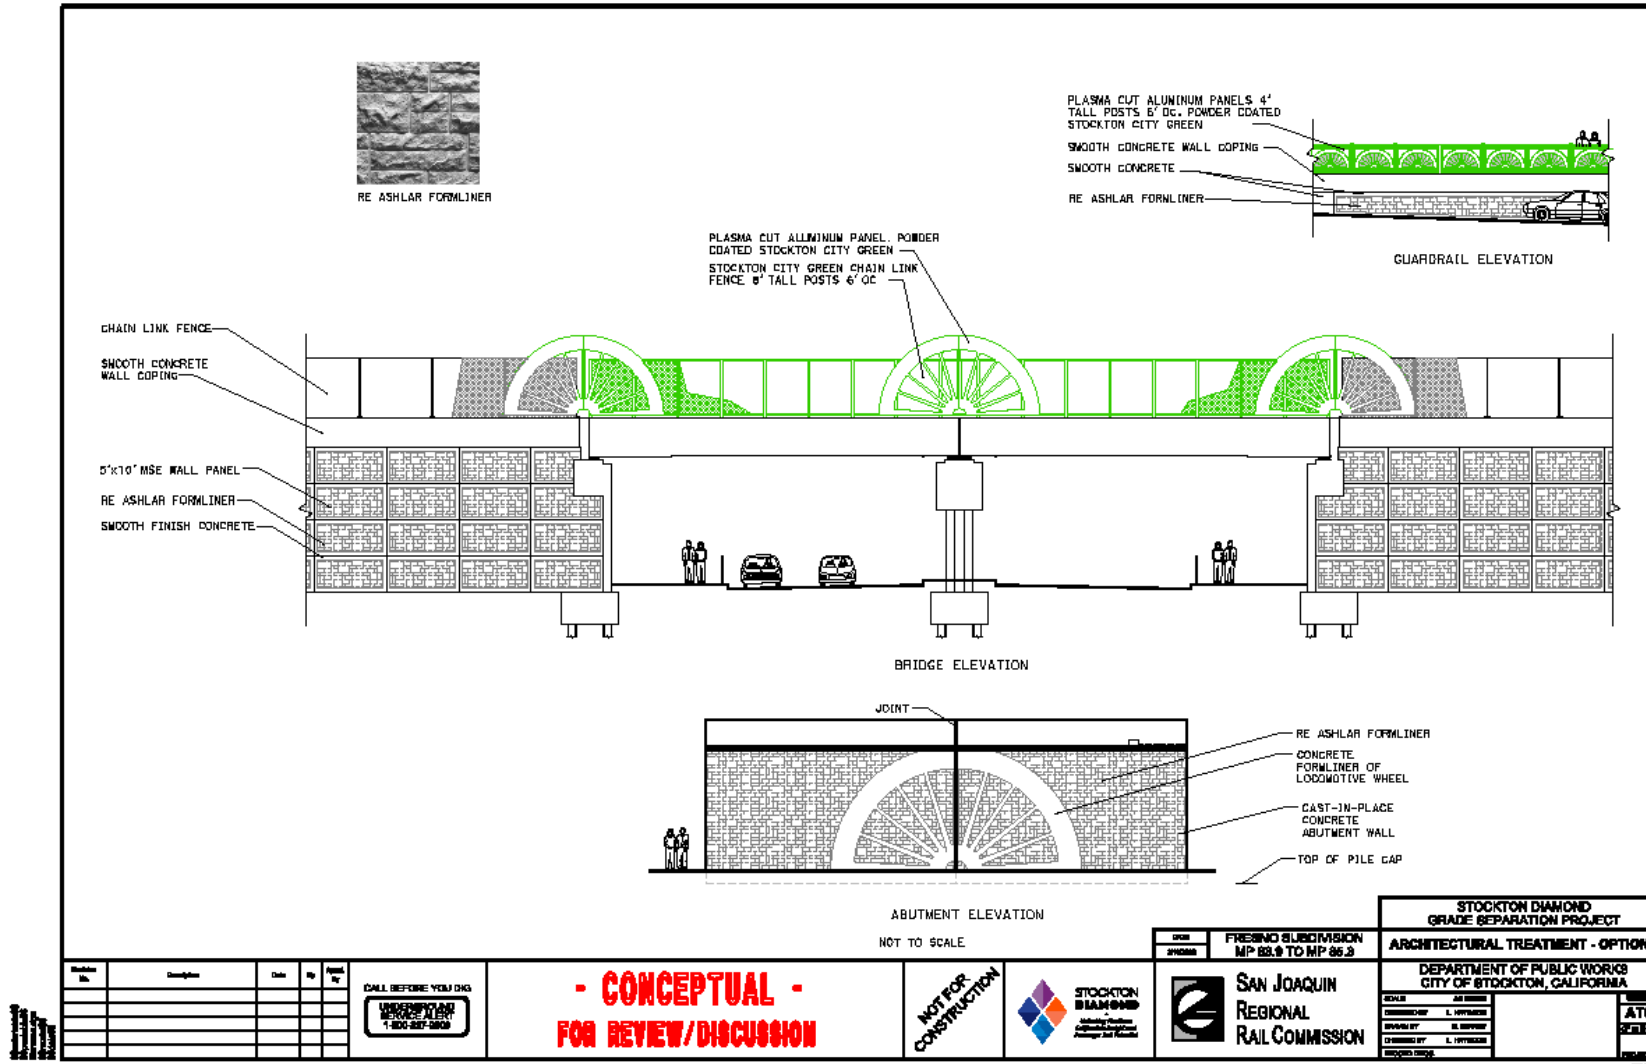 RE ASHLAR FORMLINER
PLASMA CUT ALUMINUM PANELS 4'
TALL POSTS 6' OC. POWDER COATED
STOCKTON CITY GREEN
SMOOTH CONCRETE WALL COPING
SMOOTH CONCRETE
RE ASHLAR FORMLINER
GUARDRAIL ELEVATION
PLASMA CUT ALUMINUM PANEL. POWDER
COATED STOCKTON CITY GREEN
STOCKTON CITY GREEN CHAIN LINK
FENCE 8' TALL POSTS 6' OC
CHAIN LINK FENCE
SMOOTH CONCRETE
WALL COPING
5'x10' MSE WALL PANEL
RE ASHLAR FORMLINER
SMOOTH FINISH CONCRETE
BRIDGE ELEVATION
JOINT
RE ASHLAR FORMLINER
CONCRETE
FORMLINER OF
LOCOMOTIVE WHEEL
CAST-IN-PLACE
CONCRETE
ABUTMENT WALL
TOP OF PILE CAP
ABUTMENT ELEVATION
NOT TO SCALE
Description
Date
By
CALL BEFORE YOU DIG
UNDERGROUND
SERVICE ALERT
- CONCEPTUAL -
FOR REVIEW/DISCUSSION
NOT FOR
CONSTRUCTION
STOCKTON
DIAMOND
FRESNO SUBDIVISION
SAN JOAQUIN
REGIONAL
RAIL COMMISSION
STOCKTON DIAMOND
GRADE SEPARATION PROJECT
ARCHITECTURAL TREATMENT - OPTION
DEPARTMENT OF PUBLIC WORKS
CITY OF STOCKTON, CALIFORNIA